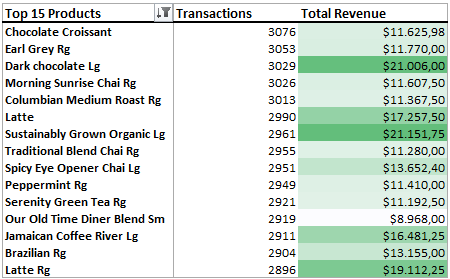 Top 15 Products Transactions Total Revenue
Chocolate Croissant 3076 $11.625,98
Earl Grey Rg 3053 $11.770,00
Dark chocolate Lg 3029 $21.006,00
Morning Sunrise Chai Rg 3026 $11.607,50
Columbian Medium Roast Rg 3013 $11.367,50
Latte 2990 $17.257,50
Sustainably Grown Organic Lg 2961 $21.151,75
Traditional Blend Chai Rg 2955 $11.280,00
Spicy Eye Opener Chai Lg 2951 $13.652,40
Peppermint Rg 2949 $11.410,00
Serenity Green Tea Rg 2921 $11.192,50
Our Old Time Diner Blend Sm 2919 $8.968,00
Jamaican Coffee River Lg 2911 $16.481,25
Brazilian Rg 2904 $13.155,00
Latte Rg 2896 $19.112,25